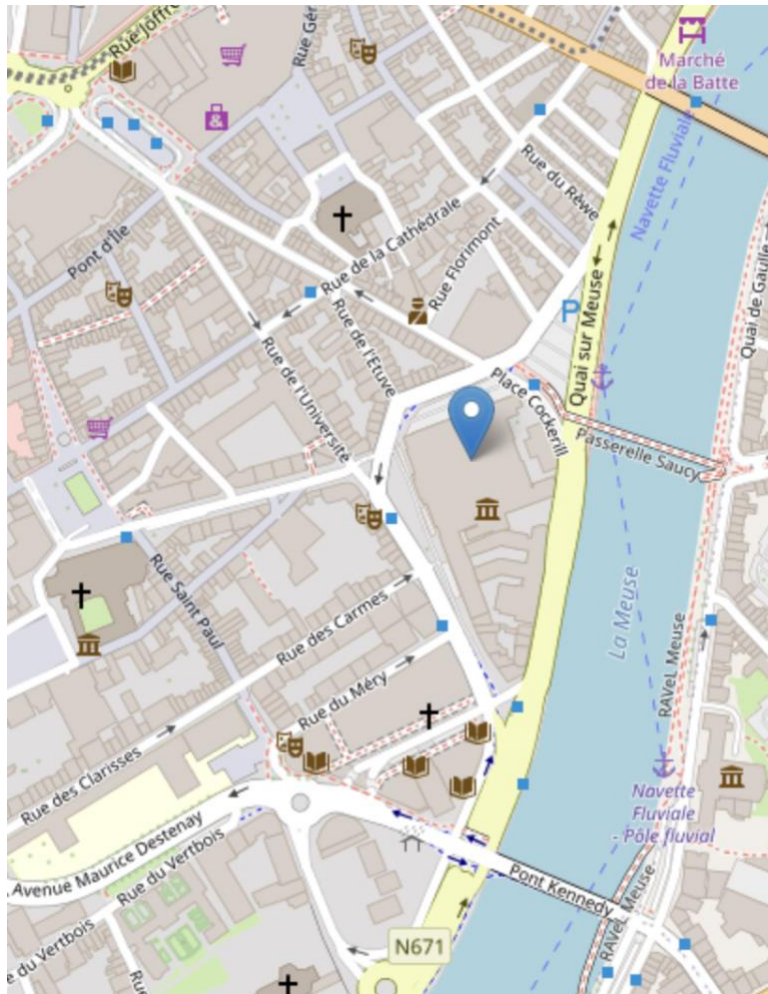 Rue Joffre
Rue Gér
Marché
de la Batte
Navette Fluviale
Rue du Rêwe
Quai de Gaulle
Pont d'Île
Rue de la Cathédrale
Rue Florimont
Quai sur Meuse
P
Rue de l'Etuve
Rue de l'Université
Place Cockerill
Passerelle Saucy
La Meuse
Rue Saint Paul
Rue des Carmes
RAVeL Meuse
Rue du Méry
Rue des Clarisses
Navette
Fluviale
- Pôle fluvial
Avenue Maurice Destenay
Rue du Vertbois
Pont Kennedy
RAVeL Meuse
e du Vertbois
N671
Rue